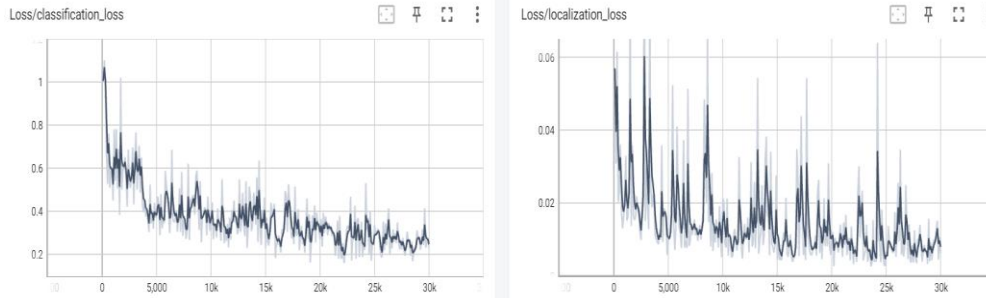 Loss/classification_loss
1
0.8
0.6
0.4
0.2
0 5,000 10k 15k 20k 25k 30k
Loss/localization_loss
0.06
0.04
0.02
0 5,000 10k 15k 20k 25k 30k